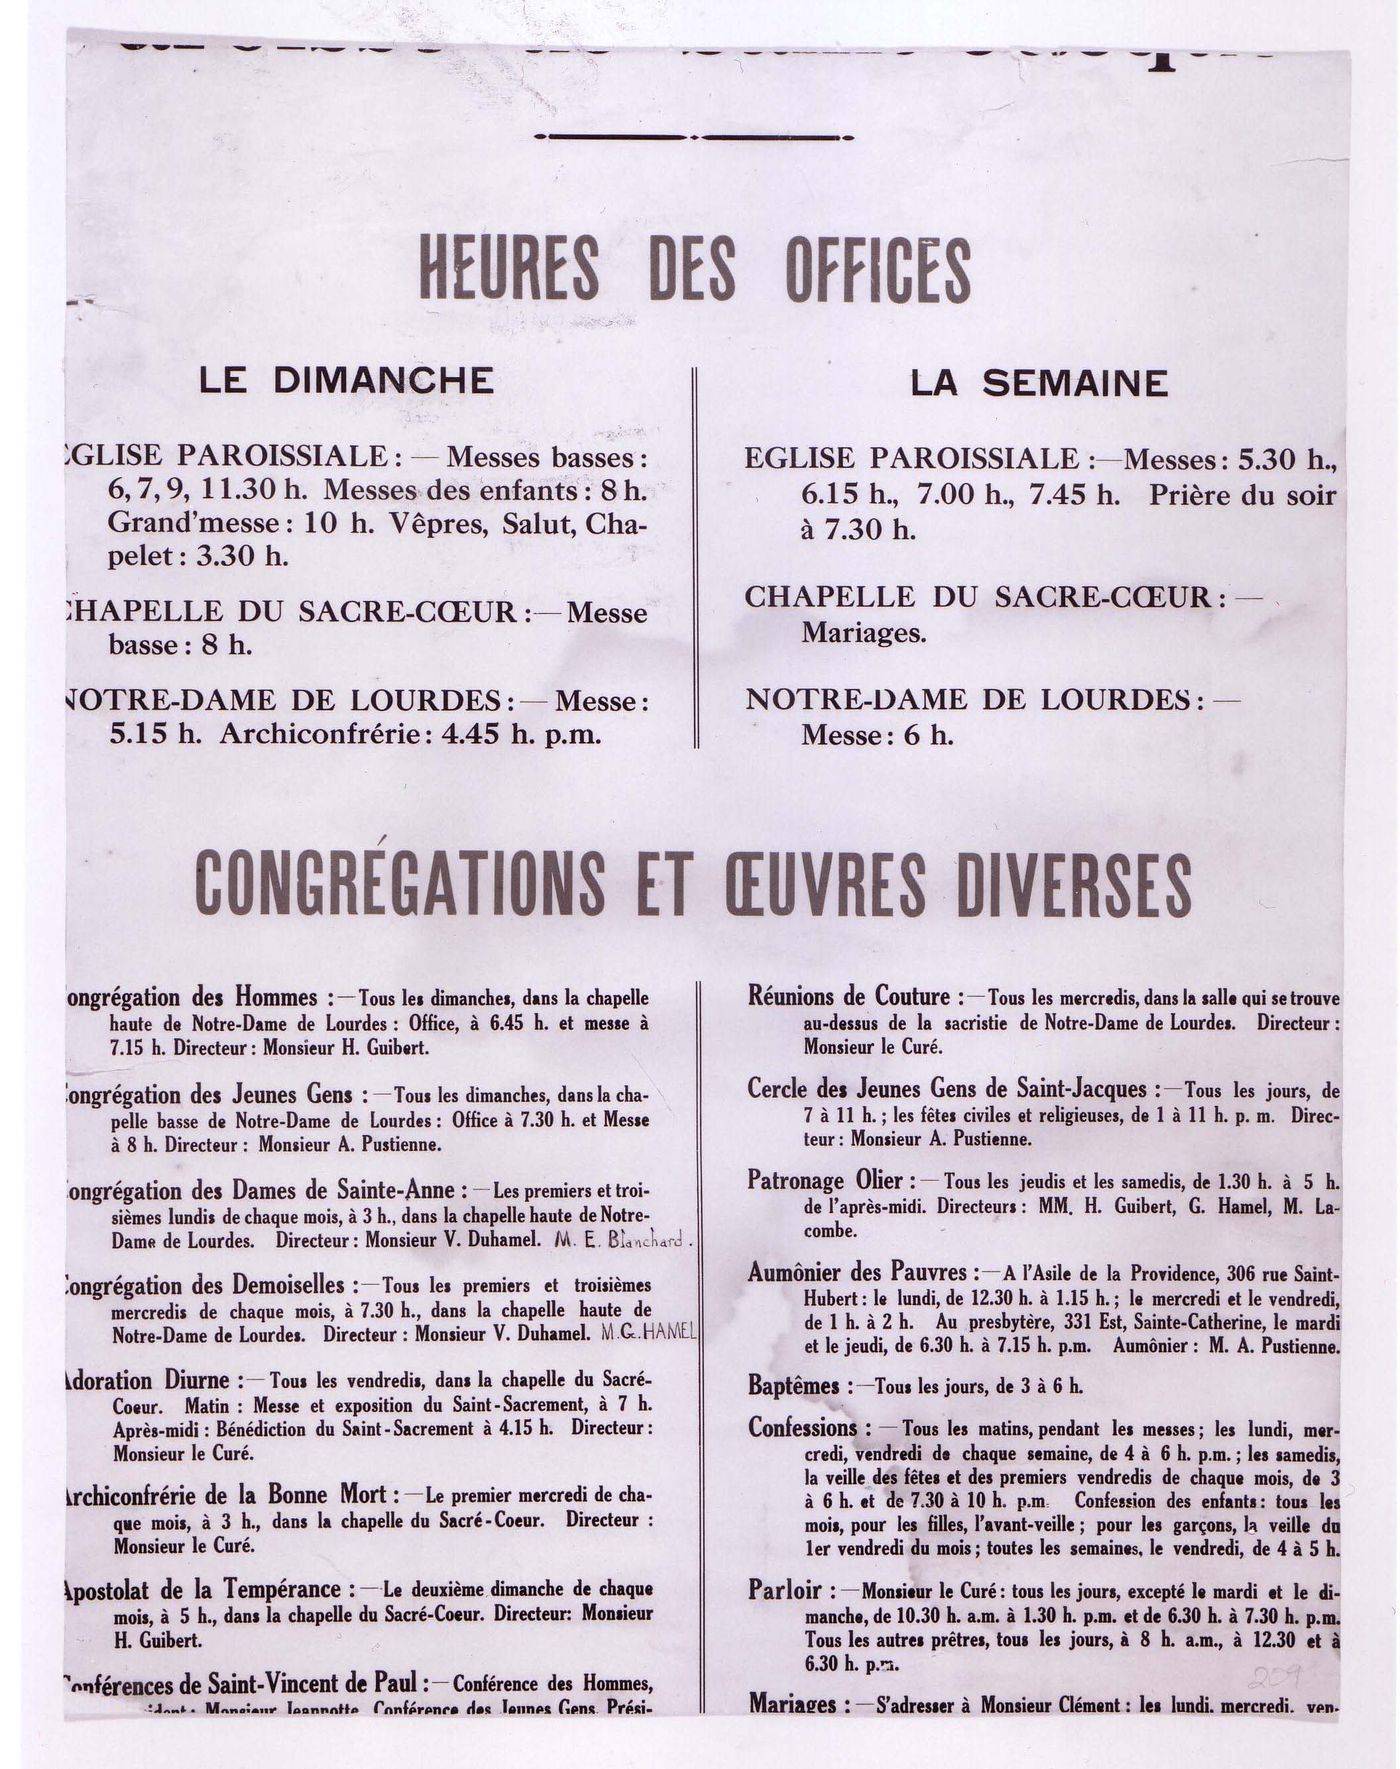 HEURES DES OFFICES
LE DIMANCHE
EGLISE PAROISSIALE : — Messes basses :
6, 7, 9, 11.30 h. Messes des enfants : 8 h.
Grand'messe : 10 h. Vêpres, Salut, Cha-
pelet : 3.30 h.
CHAPELLE DU SACRE-CŒUR :— Messe
basse : 8 h.
NOTRE-DAME DE LOURDES : — Messe :
5.15 h. Archiconfrérie : 4.45 h. p.m.
LA SEMAINE
EGLISE PAROISSIALE :—Messes : 5.30 h.,
6.15 h., 7.00 h., 7.45 h. Prière du soir
à 7.30 h.
CHAPELLE DU SACRE-CŒUR : —
Mariages.
NOTRE-DAME DE LOURDES : —
Messe : 6 h.
CONGRÉGATIONS ET ŒUVRES DIVERSES
ongrégation des Hommes :—Tous les dimanches, dans la chapelle
haute de Notre-Dame de Lourdes : Office, à 6.45 h. et messe à
7.15 h. Directeur : Monsieur H. Guibert.
Congrégation des Jeunes Gens :—Tous les dimanches, dans la cha-
pelle basse de Notre-Dame de Lourdes : Office à 7.30 h. et Messe
à 8 h. Directeur : Monsieur A. Pustienne.
Congrégation des Dames de Sainte-Anne :—Les premiers et troi-
sièmes lundis de chaque mois, à 3 h., dans la chapelle haute de Notre-
Dame de Lourdes. Directeur : Monsieur V. Duhamel. M. E. Blanchard.
Congrégation des Demoiselles :—Tous les premiers et troisièmes
mercredis de chaque mois, à 7.30 h., dans la chapelle haute de
Notre-Dame de Lourdes. Directeur : Monsieur V. Duhamel. M.G.HAMEL
Adoration Diurne :—Tous les vendredis, dans la chapelle du Sacré-
Coeur. Matin : Messe et exposition du Saint-Sacrement, à 7 h.
Après-midi : Bénédiction du Saint-Sacrement à 4.15 h. Directeur :
Monsieur le Curé.
Archiconfrérie de la Bonne Mort :—Le premier mercredi de cha-
que mois, à 3 h., dans la chapelle du Sacré-Coeur. Directeur :
Monsieur le Curé.
Apostolat de la Tempérance :—Le deuxième dimanche de chaque
mois, à 5 h., dans la chapelle du Sacré-Coeur. Directeur: Monsieur
H. Guibert.
Conférences de Saint-Vincent de Paul :—Conférence des Hommes,
Monsieur Jeannotte. Conférence des Jeunes Gens, Prési-
Réunions de Couture :—Tous les mercredis, dans la salle qui se trouve
au-dessus de la sacristie de Notre-Dame de Lourdes. Directeur :
Monsieur le Curé.
Cercle des Jeunes Gens de Saint-Jacques :—Tous les jours, de
7 à 11 h. ; les fêtes civiles et religieuses, de 1 à 11 h. p. m. Direc-
teur : Monsieur A. Pustienne.
Patronage Olier :—Tous les jeudis et les samedis, de 1.30 h. à 5 h.
de l'après-midi. Directeurs : MM. H. Guibert, G. Hamel, M. La-
combe.
Aumônier des Pauvres :—A l'Asile de la Providence, 306 rue Saint-
Hubert : le lundi, de 12.30 h. à 1.15 h. ; le mercredi et le vendredi,
de 1 h. à 2 h. Au presbytère, 331 Est, Sainte-Catherine, le mardi
et le jeudi, de 6.30 h. à 7.15 h. p.m. Aumônier : M. A. Pustienne.
Baptêmes :—Tous les jours, de 3 à 6 h.
Confessions :—Tous les matins, pendant les messes ; les lundi, mer-
credi, vendredi de chaque semaine, de 4 à 6 h. p.m. ; les samedis,
la veille des fêtes et des premiers vendredis de chaque mois, de 3
à 6 h. et de 7.30 à 10 h. p.m. Confession des enfants : tous les
mois, pour les filles, l'avant-veille ; pour les garçons, la veille du
1er vendredi du mois ; toutes les semaines, le vendredi, de 4 à 5 h.
Parloir :—Monsieur le Curé : tous les jours, excepté le mardi et le di-
manche, de 10.30 h. a.m. à 1.30 h. p.m. et de 6.30 h. à 7.30 h. p.m.
Tous les autres prêtres, tous les jours, à 8 h. a.m., à 12.30 et à
6.30 h. p.m.
209
Mariages :—S'adresser à Monsieur Clément : les lundi, mercredi, ven-